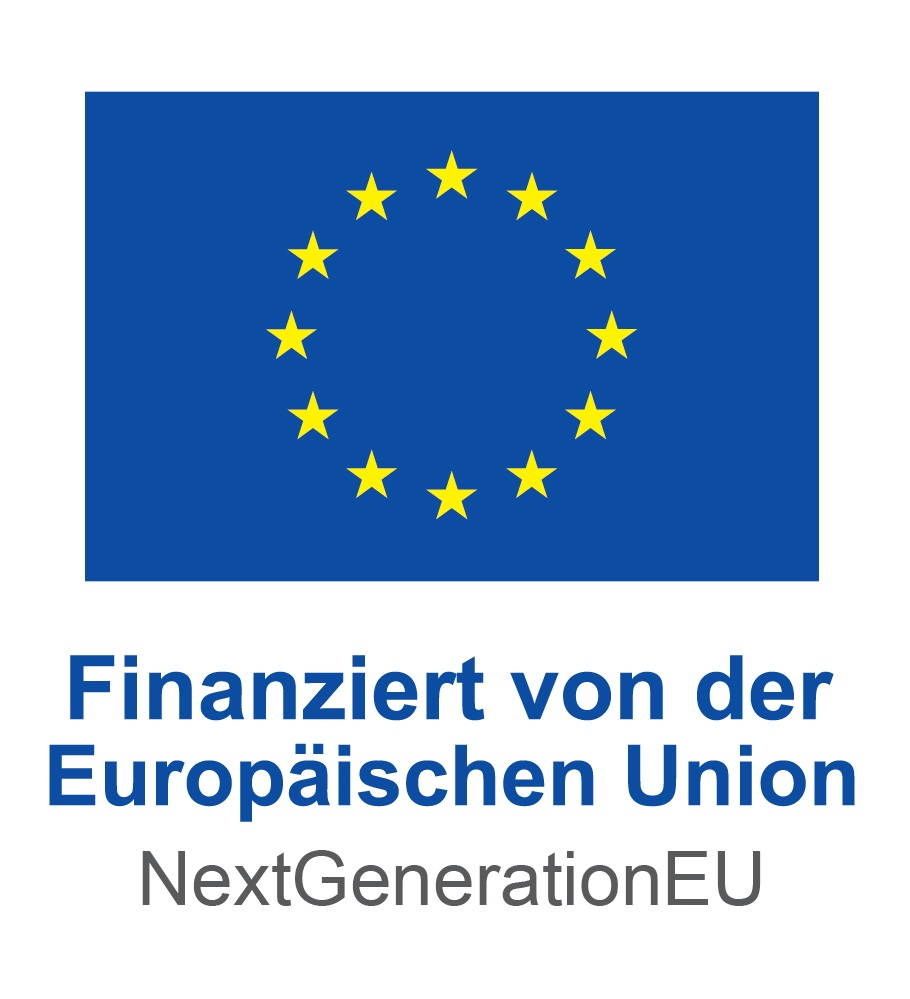 Finanziert von der
Europäischen Union
NextGenerationEU